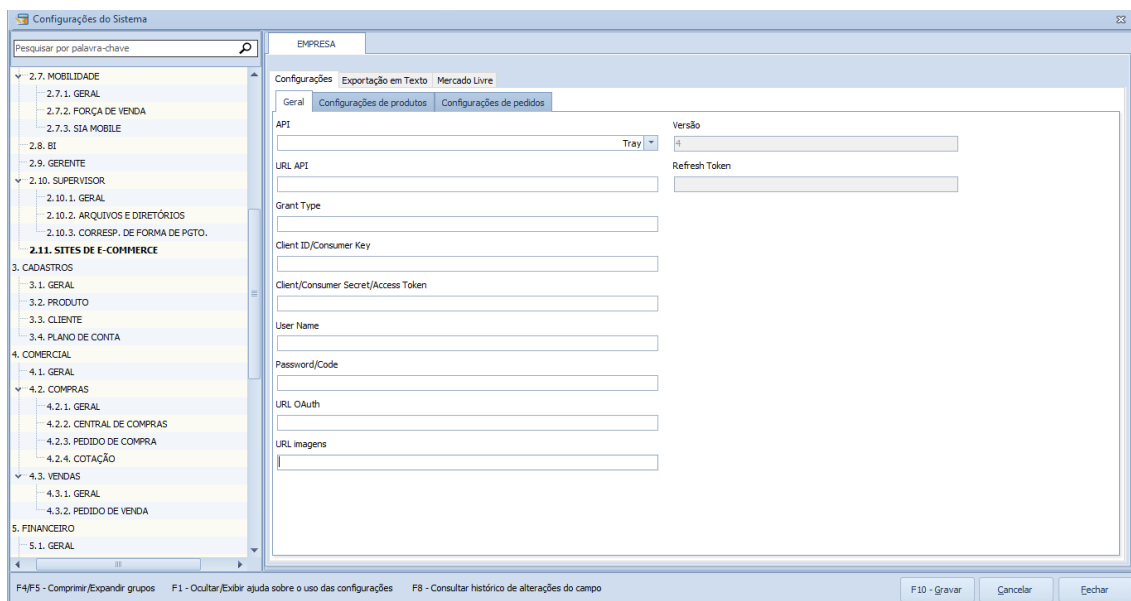 Configurações do Sistema
Pesquisar por palavra-chave
2.7. MOBILIDADE
2.7.1. GERAL
2.7.2. FORÇA DE VENDA
2.7.3. SIA MOBILE
2.8. BI
2.9. GERENTE
2.10. SUPERVISOR
2.10.1. GERAL
2.10.2. ARQUIVOS E DIRETÓRIOS
2.10.3. CORRESP. DE FORMA DE PGTO.
2.11. SITES DE E-COMMERCE
3. CADASTROS
3.1. GERAL
3.2. PRODUTO
3.3. CLIENTE
3.4. PLANO DE CONTA
4. COMERCIAL
4.1. GERAL
4.2. COMPRAS
4.2.1. GERAL
4.2.2. CENTRAL DE COMPRAS
4.2.3. PEDIDO DE COMPRA
4.2.4. COTAÇÃO
4.3. VENDAS
4.3.1. GERAL
4.3.2. PEDIDO DE VENDA
5. FINANCEIRO
5.1. GERAL
EMPRESA
Configurações Exportação em Texto Mercado Livre
Geral Configurações de produtos Configurações de pedidos
API Versão
Tray 4
URL API Refresh Token
Grant Type
Client ID/Consumer Key
Client/Consumer Secret/Access Token
User Name
Password/Code
URL OAuth
URL imagens
F4/F5 - Comprimir/Expandir grupos F1 - Ocultar/Exibir ajuda sobre o uso das configurações F8 - Consultar histórico de alterações do campo F10 - Gravar Cancelar Fechar